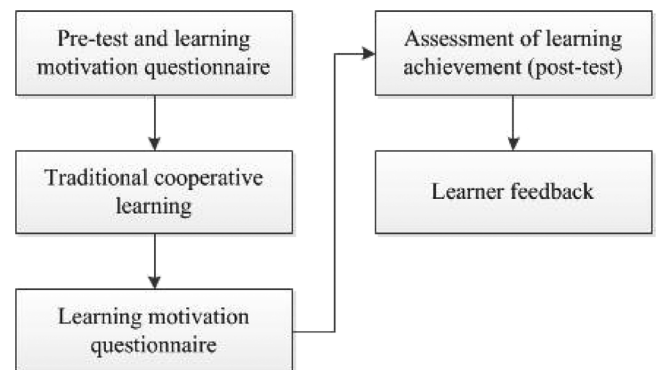 Pre-test and learning
motivation questionnaire
Traditional cooperative
learning
Learning motivation
questionnaire
Assessment of learning
achievement (post-test)
Learner feedback